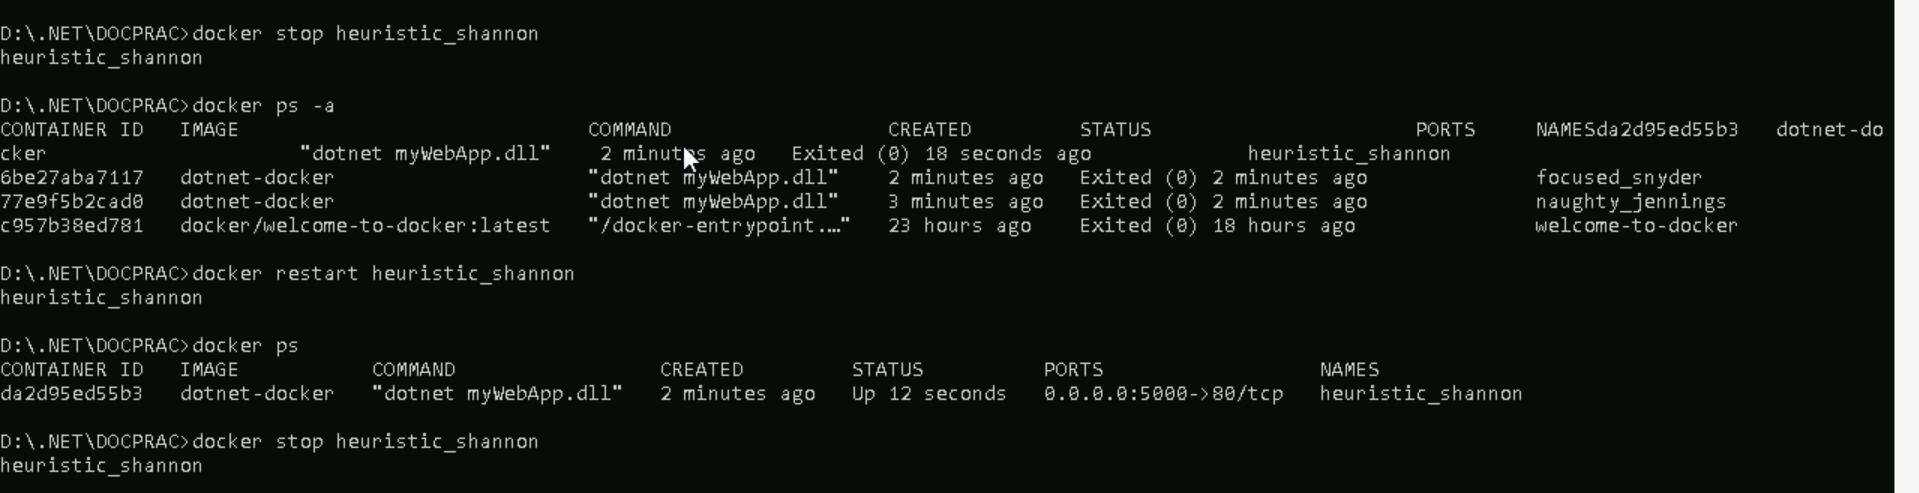 D:\.NET\DOCPRAC>docker stop heuristic_shannon
heuristic_shannon
D:\.NET\DOCPRAC>docker ps -a
CONTAINER ID   IMAGE                             COMMAND                  CREATED         STATUS                      PORTS     NAMESda2d95ed55b3   dotnet-do
cker                     "dotnet myWebApp.dll"    2 minutes ago   Exited (0) 18 seconds ago             heuristic_shannon
6be27aba7117   dotnet-docker                     "dotnet myWebApp.dll"    2 minutes ago   Exited (0) 2 minutes ago              focused_snyder
77e9f5b2cad0   dotnet-docker                     "dotnet myWebApp.dll"    3 minutes ago   Exited (0) 2 minutes ago              naughty_jennings
c957b38ed781   docker/welcome-to-docker:latest   "/docker-entrypoint.…"   23 hours ago    Exited (0) 18 hours ago               welcome-to-docker
D:\.NET\DOCPRAC>docker restart heuristic_shannon
heuristic_shannon
D:\.NET\DOCPRAC>docker ps
CONTAINER ID   IMAGE           COMMAND                 CREATED         STATUS          PORTS                  NAMES
da2d95ed55b3   dotnet-docker   "dotnet myWebApp.dll"   2 minutes ago   Up 12 seconds   0.0.0.0:5000->80/tcp   heuristic_shannon
D:\.NET\DOCPRAC>docker stop heuristic_shannon
heuristic_shannon